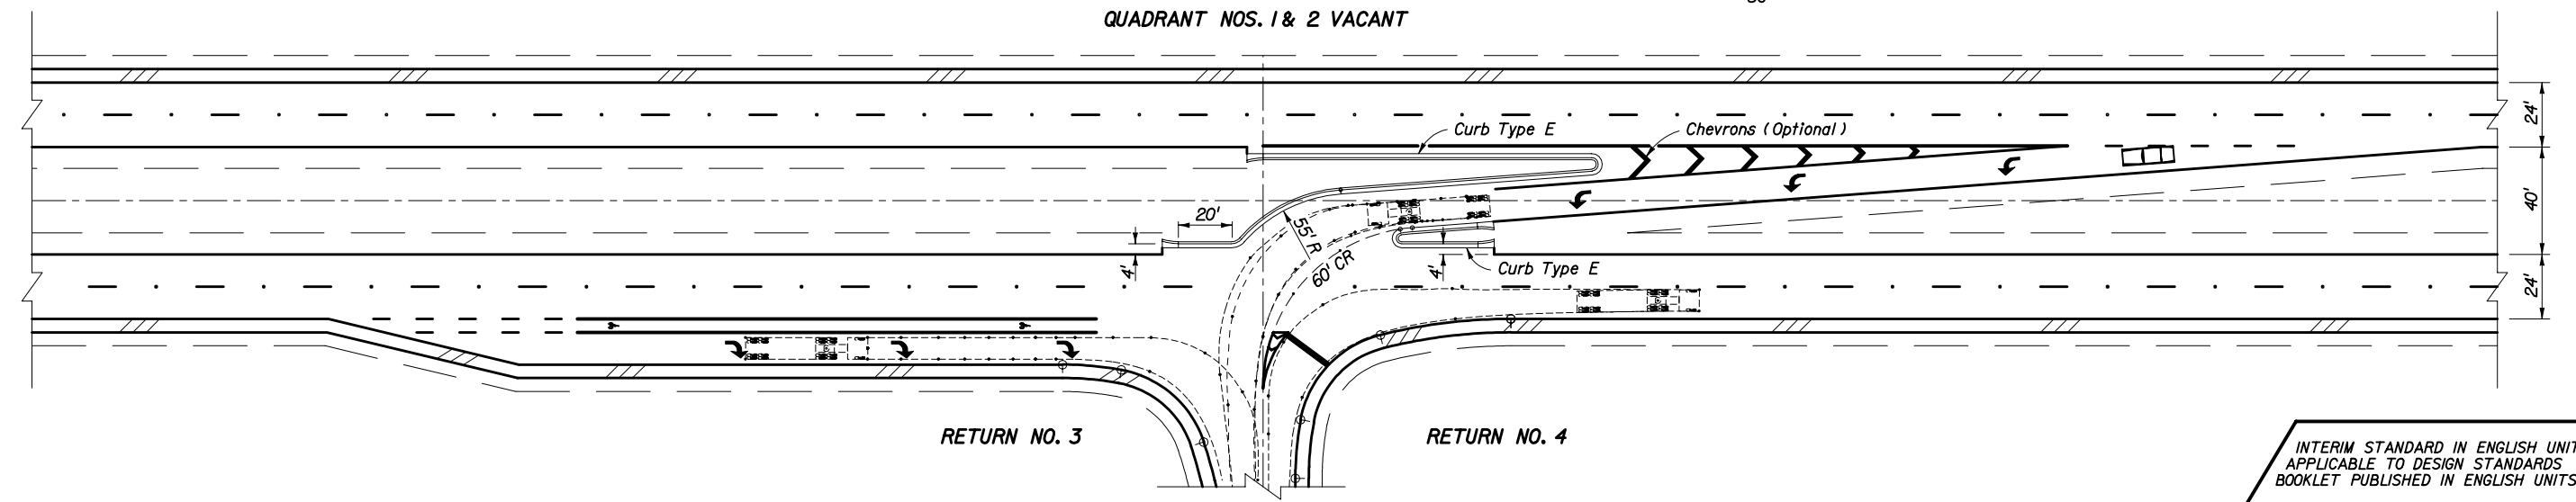 QUADRANT NOS. 1 & 2 VACANT
24'
Curb Type E
Chevrons (Optional)
40'
20'
55' R
60' CR
4'
4'
Curb Type E
24'
RETURN NO. 3
RETURN NO. 4
INTERIM STANDARD IN ENGLISH UNIT
APPLICABLE TO DESIGN STANDARDS
BOOKLET PUBLISHED IN ENGLISH UNITS